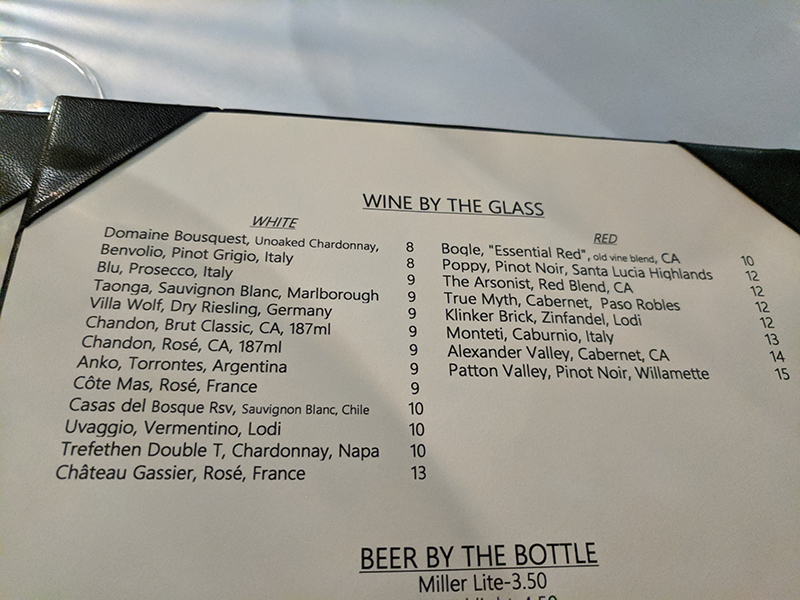 WINE BY THE GLASS
WHITE
Domaine Bousquest, Unoaked Chardonnay, 8
Benvolio, Pinot Grigio, Italy 8
Blu, Prosecco, Italy 9
Taonga, Sauvignon Blanc, Marlborough 9
Villa Wolf, Dry Riesling, Germany 9
Chandon, Brut Classic, CA, 187ml 9
Chandon, Rosé, CA, 187ml 9
Anko, Torrontes, Argentina 9
Côte Mas, Rosé, France 9
Casas del Bosque Rsv, Sauvignon Blanc, Chile 10
Uvaggio, Vermentino, Lodi 10
Trefethen Double T, Chardonnay, Napa 10
Château Gassier, Rosé, France 13
RED
Bogle, "Essential Red", old vine blend, CA 10
Poppy, Pinot Noir, Santa Lucia Highlands 12
The Arsonist, Red Blend, CA 12
True Myth, Cabernet, Paso Robles 12
Klinker Brick, Zinfandel, Lodi 12
Monteti, Caburnio, Italy 13
Alexander Valley, Cabernet, CA 14
Patton Valley, Pinot Noir, Willamette 15
BEER BY THE BOTTLE
Miller Lite-3.50